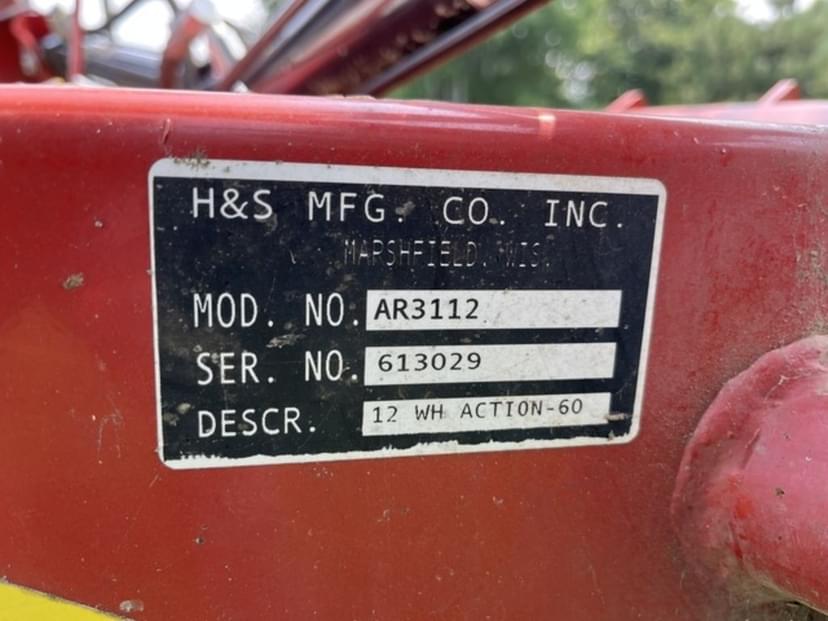 H&S MFG. CO. INC.
MARSHFIELD, WIS.
MOD. NO. AR3112
SER. NO. 613029
DESCR. 12 WH ACTION-60